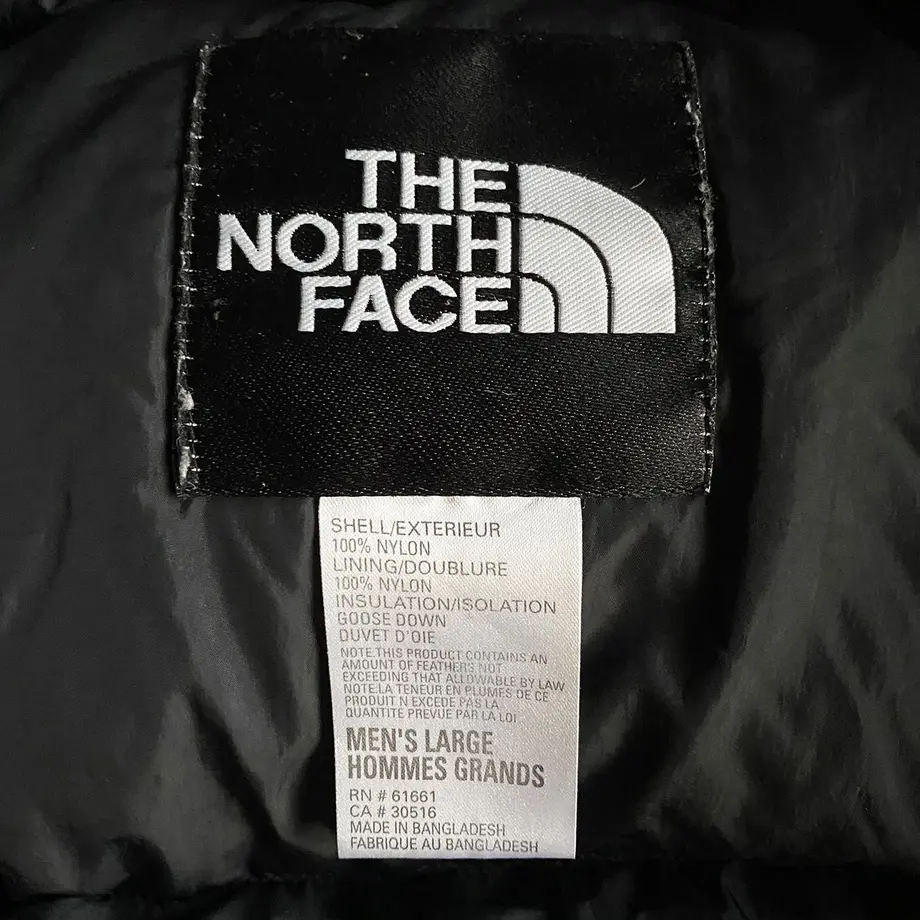 THE
NORTH
FACE
SHELL/EXTERIEUR
100% NYLON
LINING/DOUBLURE
100% NYLON
INSULATION/ISOLATION
GOOSE DOWN
DUVET D'OIE
NOTE:THIS PRODUCT CONTAINS AN
AMOUNT OF FEATHERS NOT
EXCEEDING THAT ALLOWABLE BY LAW
NOTE:LA TENEUR EN PLUMES DE CE
PRODUIT N EXCEDE PAS LA
QUANTITE PREVUE PAR LA LOI
MEN'S LARGE
HOMMES GRANDS
RN # 61661
CA # 30516
MADE IN BANGLADESH
FABRIQUE AU BANGLADESH